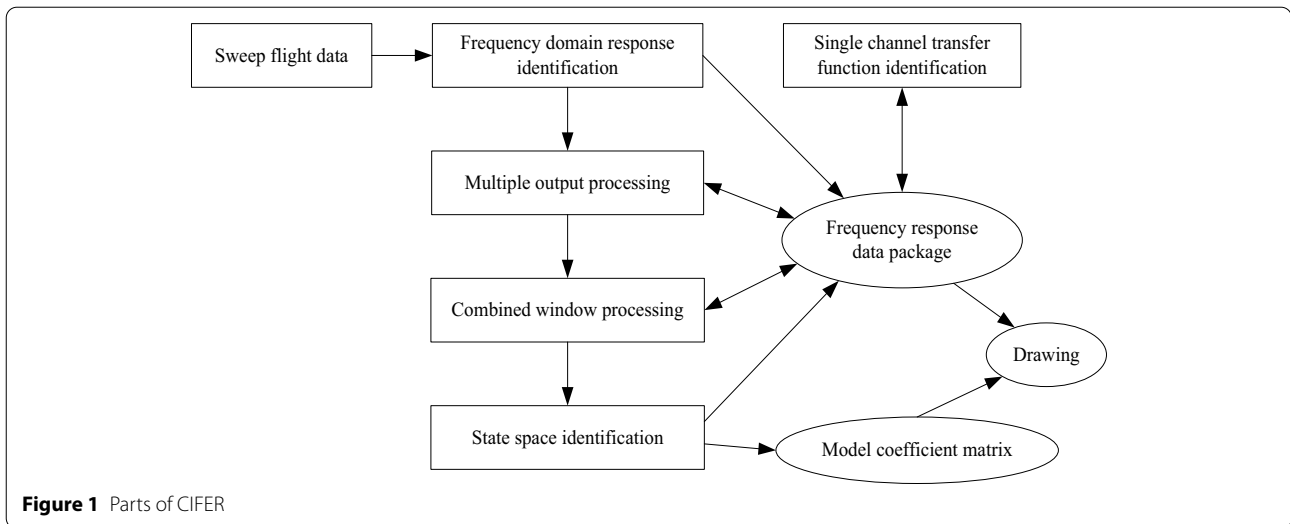 Sweep flight data
Frequency domain response
identification
Single channel transfer
function identification
Multiple output processing
Frequency response
data package
Combined window processing
Drawing
State space identification
Model coefficient matrix
Figure 1 Parts of CIFER